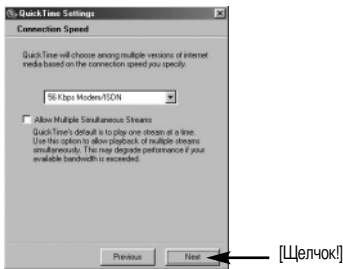 QuickTime Settings
Connection Speed
QuickTime will choose among multiple versions of internet
media based on the connection speed you specify.
56 Kbps Modem/ISDN
Allow Multiple Simultaneous Streams
QuickTime's default is to play one stream at a time.
Use this option to allow playback of multiple streams
simultaneously. This may degrade performance if your
available bandwidth is exceeded.
Previous
Next
[Щелчок!]